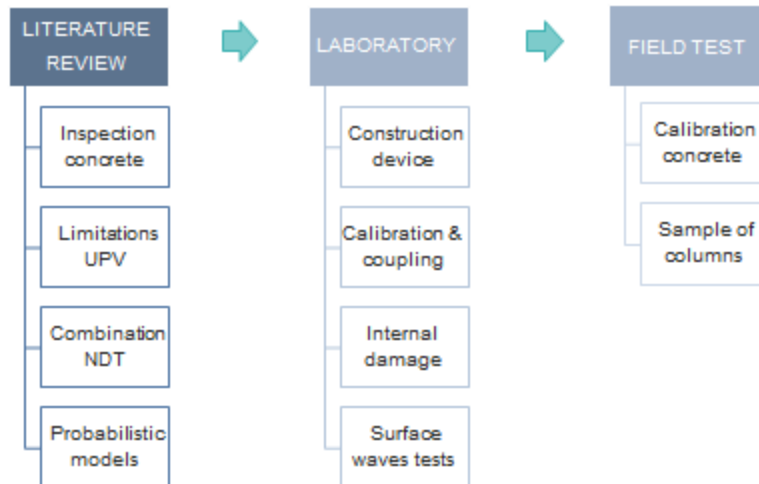 LITERATURE
REVIEW
Inspection
concrete
Limitations
UPV
Combination
NDT
Probabilistic
models
LABORATORY
Construction
device
Calibration &
coupling
Internal
damage
Surface
waves tests
FIELD TEST
Calibration
concrete
Sample of
columns